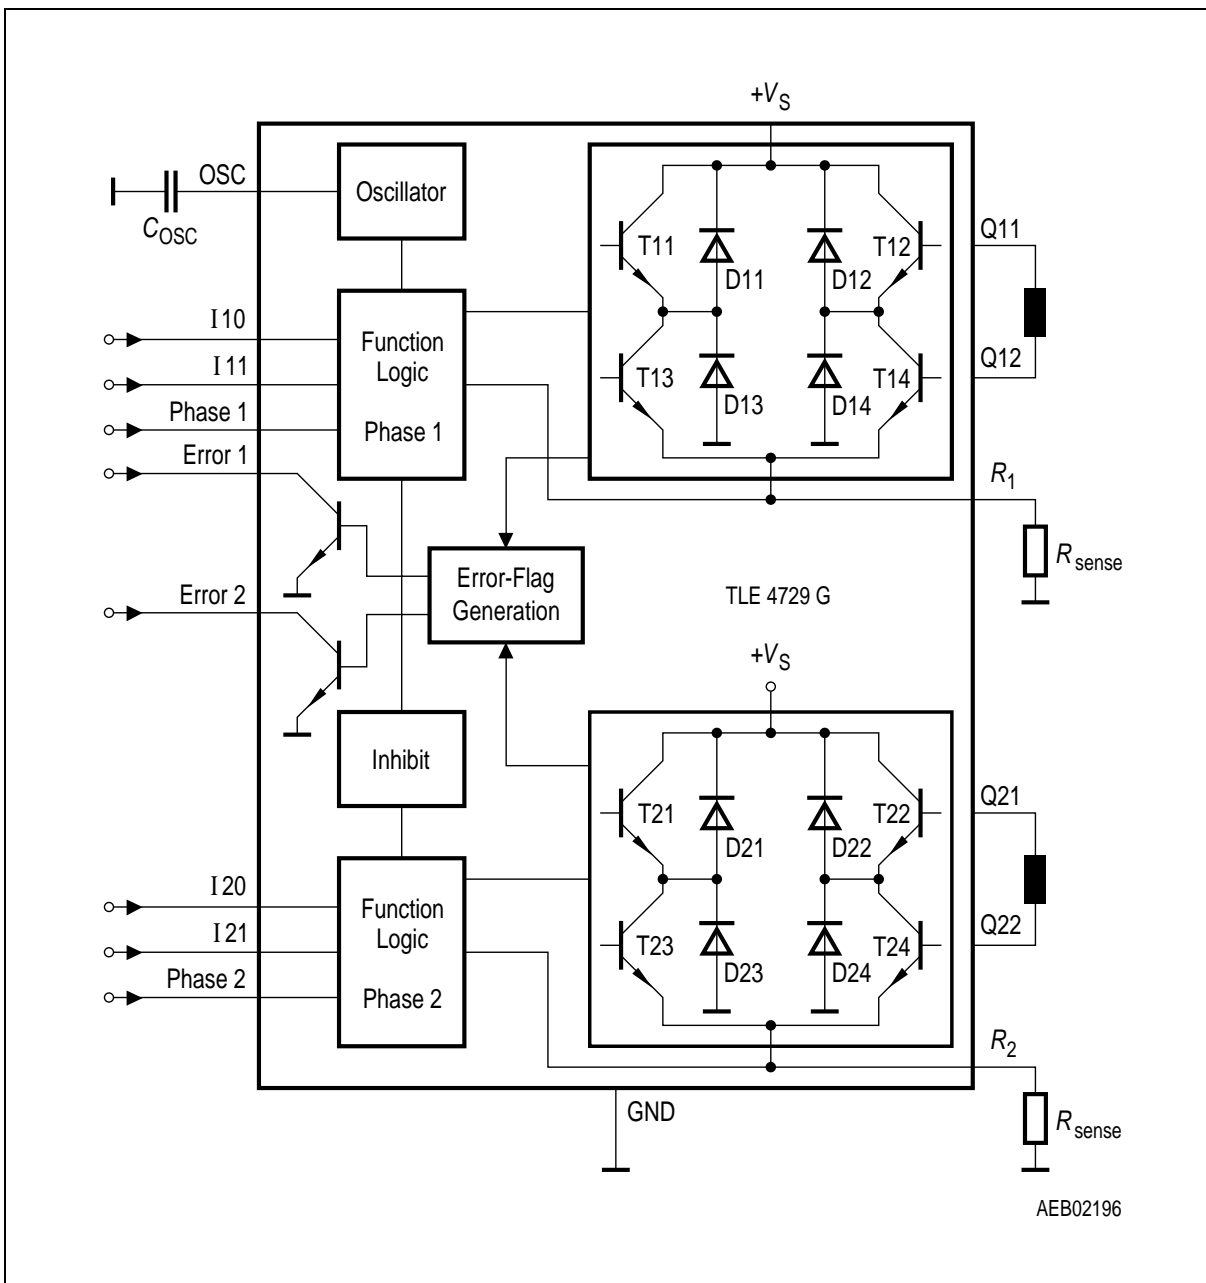 +VS
OSC
COSC
Oscillator
T11
D11
D12
T12
Q11
I10
I11
Phase 1
Function
Logic
Phase 1
T13
D13
D14
T14
Q12
Error 1
R1
Rsense
Error-Flag
Generation
TLE 4729 G
Error 2
+VS
Inhibit
T21
D21
D22
T22
Q21
I20
I21
Phase 2
Function
Logic
Phase 2
T23
D23
D24
T24
Q22
R2
GND
Rsense
AEB02196